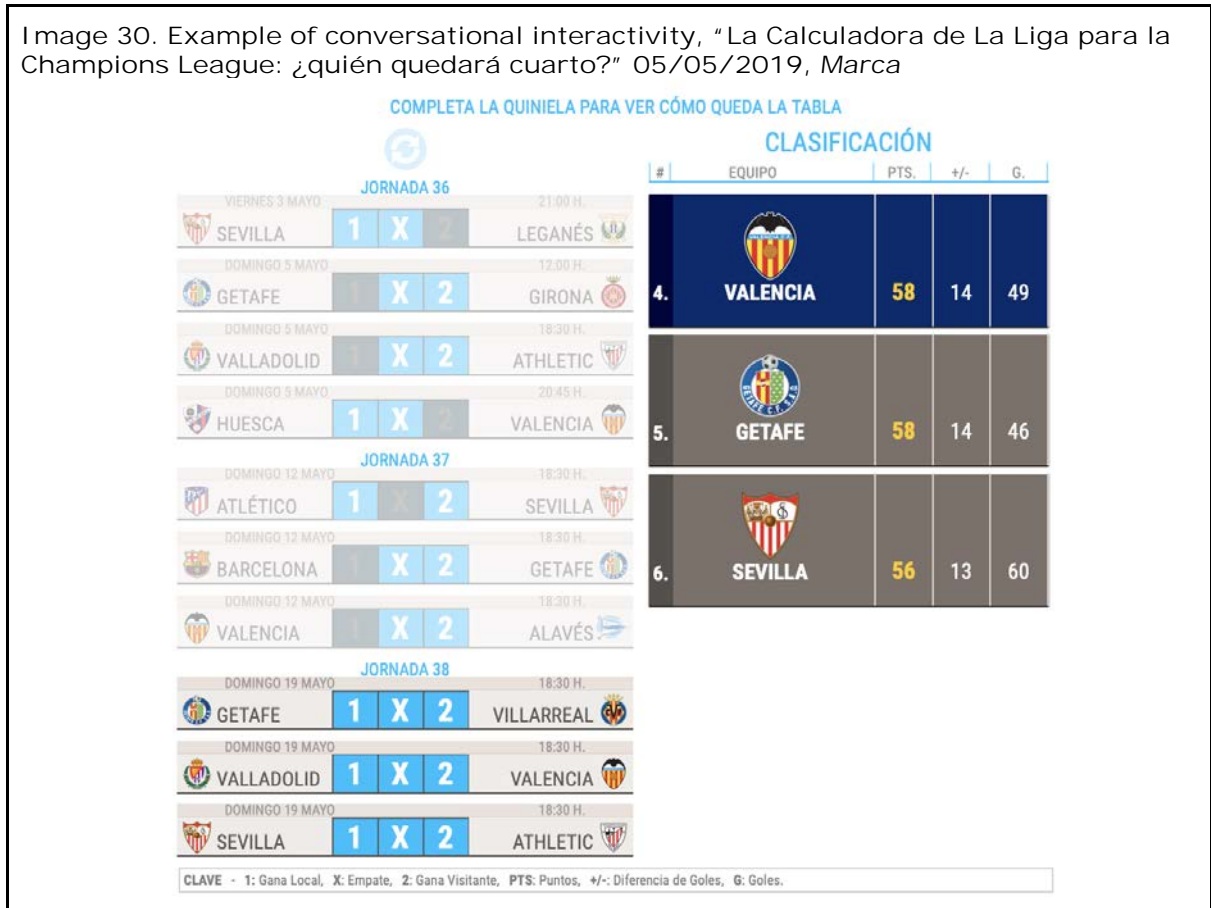 Image 30. Example of conversational interactivity, “La Calculadora de La Liga para la
Champions League: ¿quién quedará cuarto?” 05/05/2019, Marca
COMPLETA LA QUINIELA PARA VER CÓMO QUEDA LA TABLA
JORNADA 36
VIERNES 3 MAYO 21:00 H.
SEVILLA 1 X 2 LEGANÉS
DOMINGO 5 MAYO 12:00 H.
GETAFE 1 X 2 GIRONA
DOMINGO 5 MAYO 18:30 H.
VALLADOLID 1 X 2 ATHLETIC
DOMINGO 5 MAYO 20:45 H.
HUESCA 1 X 2 VALENCIA
JORNADA 37
DOMINGO 12 MAYO 18:30 H.
ATLÉTICO 1 X 2 SEVILLA
DOMINGO 12 MAYO 18:30 H.
BARCELONA 1 X 2 GETAFE
DOMINGO 12 MAYO 18:30 H.
VALENCIA 1 X 2 ALAVÉS
JORNADA 38
DOMINGO 19 MAYO 18:30 H.
GETAFE 1 X 2 VILLARREAL
DOMINGO 19 MAYO 18:30 H.
VALLADOLID 1 X 2 VALENCIA
DOMINGO 19 MAYO 18:30 H.
SEVILLA 1 X 2 ATHLETIC
CLASIFICACIÓN
# EQUIPO PTS. +/- G.
4. VALENCIA 58 14 49
5. GETAFE 58 14 46
6. SEVILLA 56 13 60
CLAVE - 1: Gana Local, X: Empate, 2: Gana Visitante, PTS: Puntos, +/-: Diferencia de Goles, G: Goles.